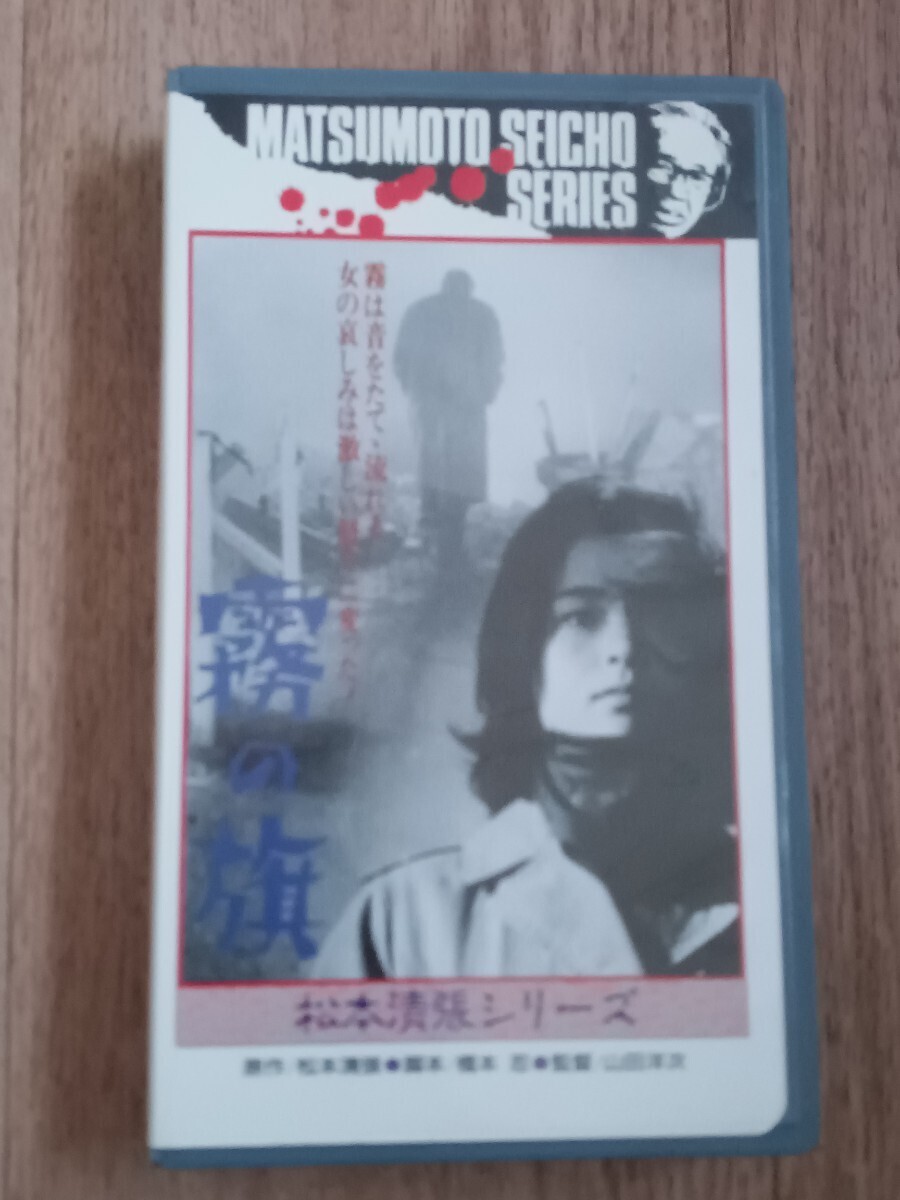 MATSUMOTO SEICHO
SERIES
霧は音をたてゝ流れ
女の哀しみは激しい
霧の旗
松本清張シリーズ
原作/松本清張●脚本/橋本 忍●監督/山田洋次